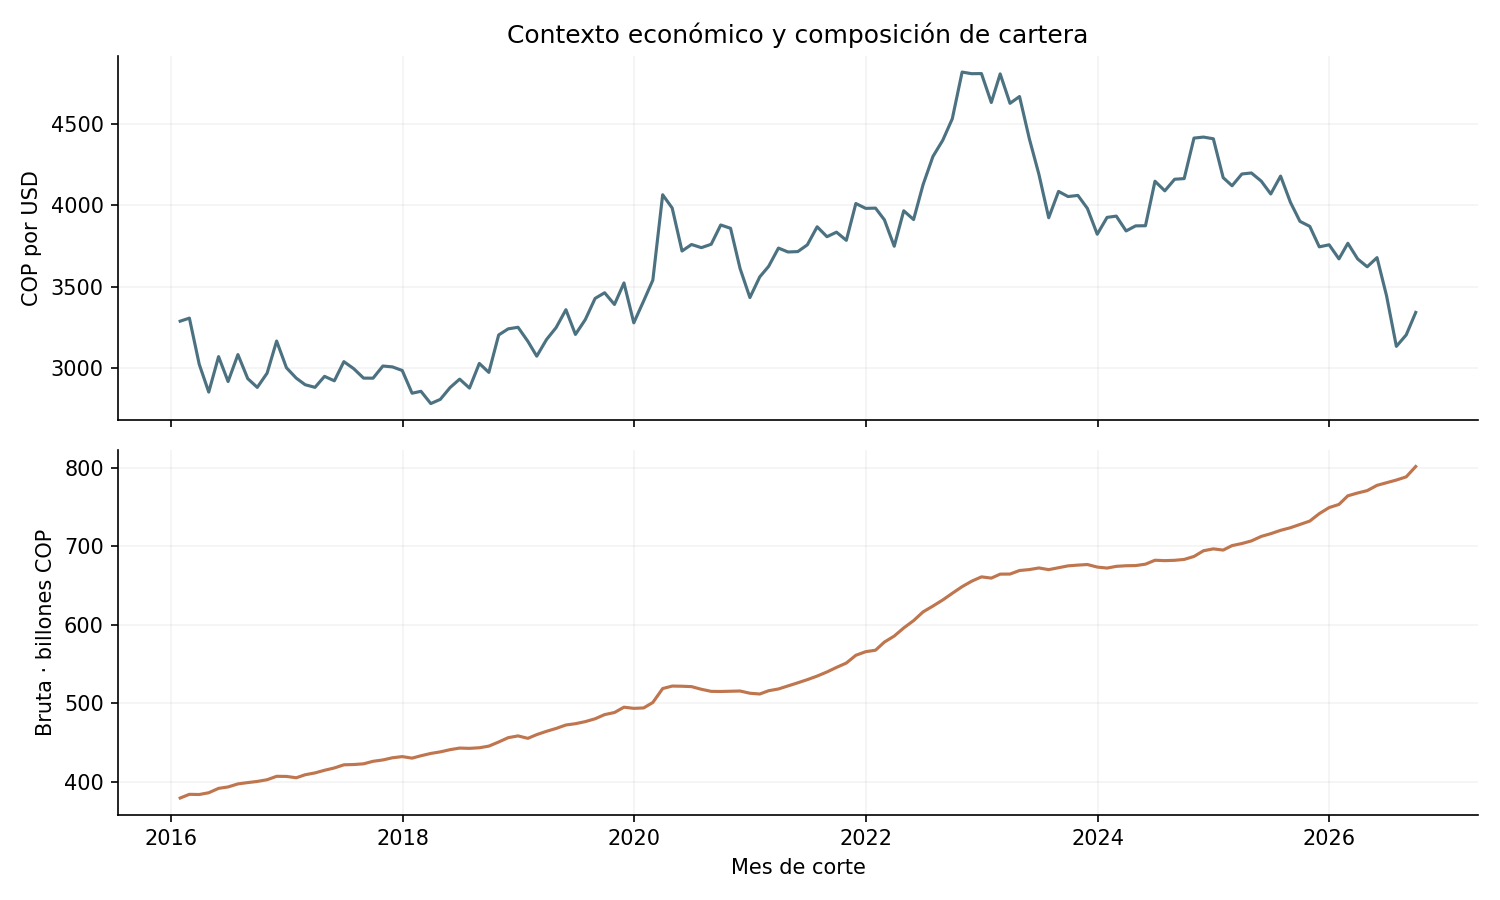 Contexto económico y composición de cartera
COP por USD
4500
4000
3500
3000
Bruta · billones COP
800
700
600
500
400
2016 2018 2020 2022 2024 2026
Mes de corte